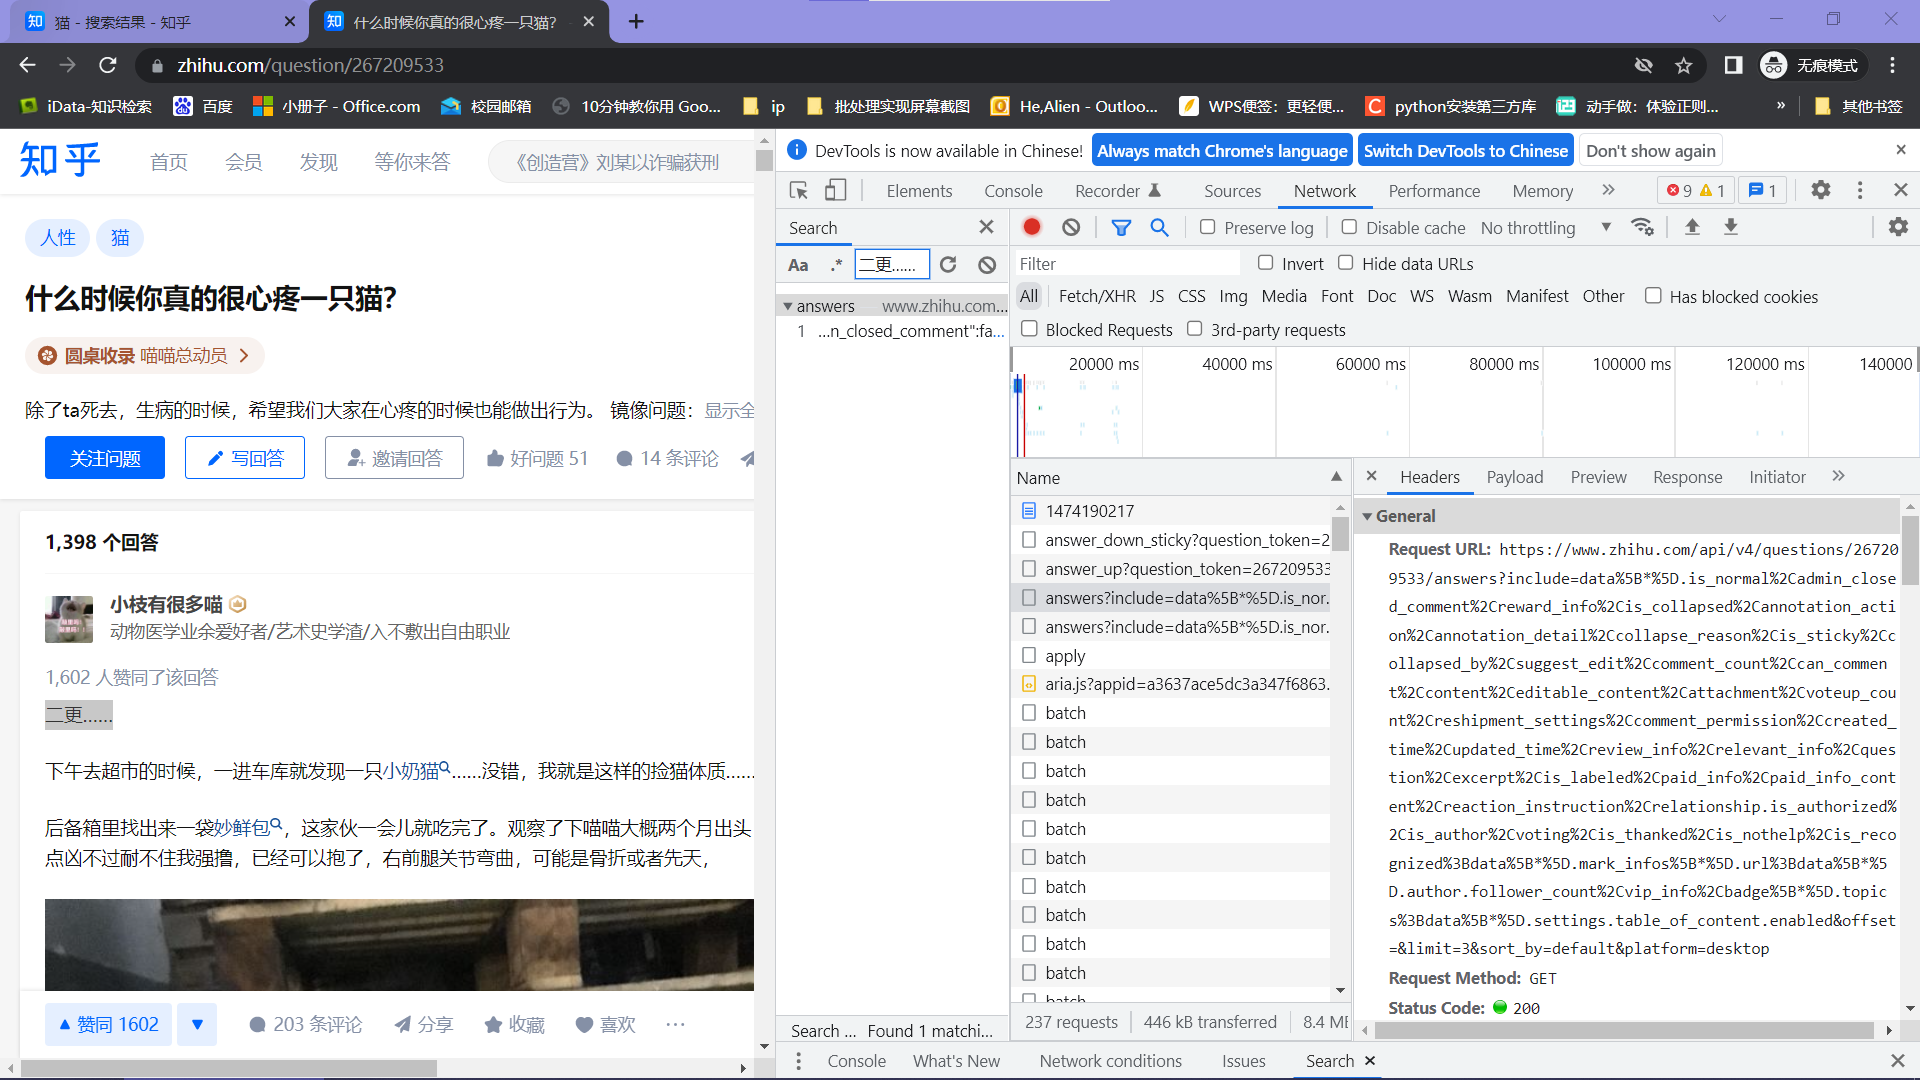 猫 - 搜索结果 - 知乎
什么时候你真的很心疼一只猫?
zhihu.com/question/267209533
无痕模式
iData-知识检索
百度
小册子 - Office.com
校园邮箱
10分钟教你用 Goo...
ip
批处理实现屏幕截图
He,Alien - Outloo...
WPS便签：更轻便...
python安装第三方库
动手做：体验正则...
»
其他书签
知乎
首页
会员
发现
等你来答
《创造营》刘某以诈骗获刑
人性
猫
什么时候你真的很心疼一只猫？
圆桌收录 喵喵总动员
除了ta死去，生病的时候，希望我们大家在心疼的时候也能做出行为。 镜像问题：显示全
关注问题
写回答
邀请回答
好问题 51
14 条评论
1,398 个回答
小枝有很多喵
动物医学业余爱好者/艺术史学渣/入不敷出自由职业
1,602 人赞同了该回答
二更……
下午去超市的时候，一进车库就发现一只小奶猫……没错，我就是这样的捡猫体质……
后备箱里找出来一袋妙鲜包，这家伙一会儿就吃完了。观察了下喵喵大概两个月出头
点凶不过耐不住我强撸，已经可以抱了，右前腿关节弯曲，可能是骨折或者先天，
赞同 1602
203 条评论
分享
收藏
喜欢
···
DevTools is now available in Chinese!
Always match Chrome's language
Switch DevTools to Chinese
Don't show again
Elements
Console
Recorder
Sources
Network
Performance
Memory
9
1
1
Search
Aa
.*
二更……
answers
www.zhihu.com...
1
...n_closed_comment":fa...
Search ...
Found 1 matchi...
Preserve log
Disable cache
No throttling
Filter
Invert
Hide data URLs
All
Fetch/XHR
JS
CSS
Img
Media
Font
Doc
WS
Wasm
Manifest
Other
Has blocked cookies
Blocked Requests
3rd-party requests
20000 ms
40000 ms
60000 ms
80000 ms
100000 ms
120000 ms
140000
Name
1474190217
answer_down_sticky?question_token=2
answer_up?question_token=267209533
answers?include=data%5B*%5D.is_nor.
answers?include=data%5B*%5D.is_nor.
apply
aria.js?appid=a3637ace5dc3a347f6863.
batch
batch
batch
batch
batch
batch
batch
batch
batch
batch
batch
237 requests
446 kB transferred
8.4 ME
Headers
Payload
Preview
Response
Initiator
General
Request URL: https://www.zhihu.com/api/v4/questions/26720
9533/answers?include=data%5B*%5D.is_normal%2Cadmin_close
d_comment%2Creward_info%2Cis_collapsed%2Cannotation_acti
on%2Cannotation_detail%2Ccollapse_reason%2Cis_sticky%2Cc
ollapsed_by%2Csuggest_edit%2Ccomment_count%2Ccan_commen
t%2Ccontent%2Ceditable_content%2Cattachment%2Cvoteup_cou
nt%2Creshipment_settings%2Ccomment_permission%2Ccreated_
time%2Cupdated_time%2Creview_info%2Crelevant_info%2Cques
tion%2Cexcerpt%2Cis_labeled%2Cpaid_info%2Cpaid_info_cont
ent%2Creaction_instruction%2Crelationship.is_authorized%
2Cis_author%2Cvoting%2Cis_thanked%2Cis_nothelp%2Cis_reco
gnized%3Bdata%5B*%5D.mark_infos%5B*%5D.url%3Bdata%5B*%5
D.author.follower_count%2Cvip_info%2Cbadge%5B*%5D.topic
s%3Bdata%5B*%5D.settings.table_of_content.enabled&offset
=&limit=3&sort_by=default&platform=desktop
Request Method: GET
Status Code: 200
Console
What's New
Network conditions
Issues
Search